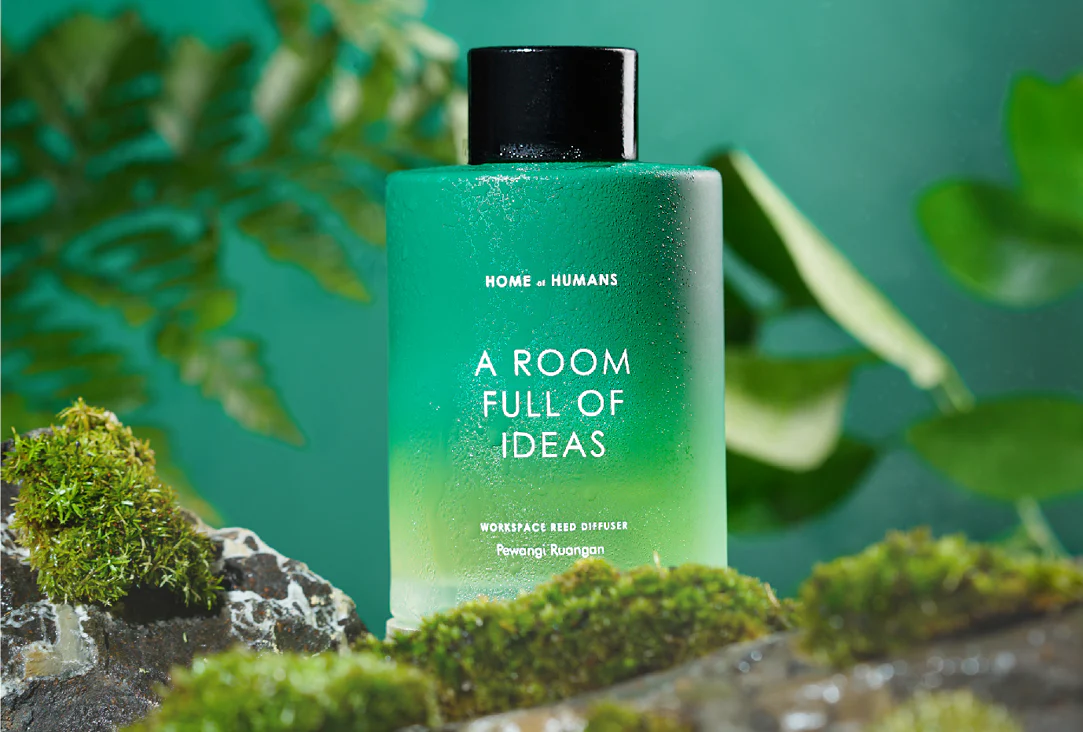 HOME of HUMANS
A ROOM
FULL OF
IDEAS
WORKSPACE REED DIFFUSER
Pewangi Ruangan